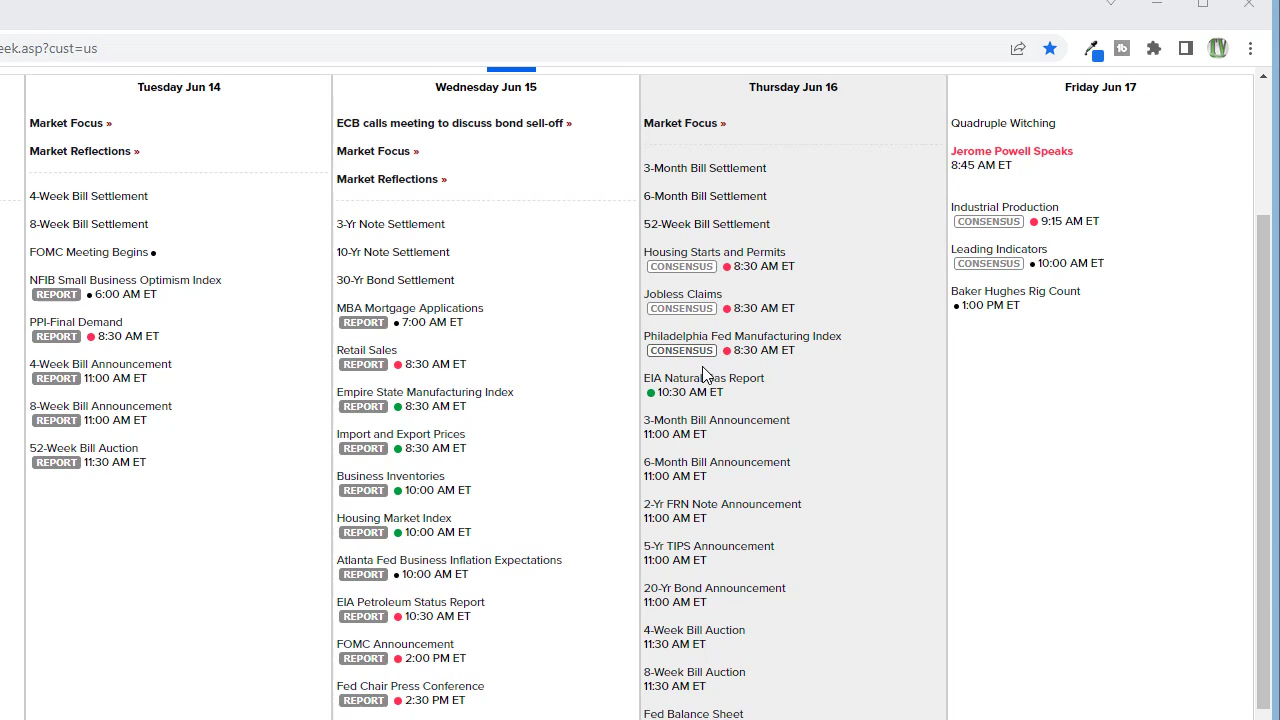 eek.asp?cust=us
Tuesday Jun 14
Market Focus »
Market Reflections »
4-Week Bill Settlement
8-Week Bill Settlement
FOMC Meeting Begins ●
NFIB Small Business Optimism Index
REPORT ● 6:00 AM ET
PPI-Final Demand
REPORT ● 8:30 AM ET
4-Week Bill Announcement
REPORT 11:00 AM ET
8-Week Bill Announcement
REPORT 11:00 AM ET
52-Week Bill Auction
REPORT 11:30 AM ET
Wednesday Jun 15
ECB calls meeting to discuss bond sell-off »
Market Focus »
Market Reflections »
3-Yr Note Settlement
10-Yr Note Settlement
30-Yr Bond Settlement
MBA Mortgage Applications
REPORT ● 7:00 AM ET
Retail Sales
REPORT ● 8:30 AM ET
Empire State Manufacturing Index
REPORT ● 8:30 AM ET
Import and Export Prices
REPORT ● 8:30 AM ET
Business Inventories
REPORT ● 10:00 AM ET
Housing Market Index
REPORT ● 10:00 AM ET
Atlanta Fed Business Inflation Expectations
REPORT ● 10:00 AM ET
EIA Petroleum Status Report
REPORT ● 10:30 AM ET
FOMC Announcement
REPORT ● 2:00 PM ET
Fed Chair Press Conference
REPORT ● 2:30 PM ET
Thursday Jun 16
Market Focus »
3-Month Bill Settlement
6-Month Bill Settlement
52-Week Bill Settlement
Housing Starts and Permits
CONSENSUS ● 8:30 AM ET
Jobless Claims
CONSENSUS ● 8:30 AM ET
Philadelphia Fed Manufacturing Index
CONSENSUS ● 8:30 AM ET
EIA Natural Gas Report
● 10:30 AM ET
3-Month Bill Announcement
11:00 AM ET
6-Month Bill Announcement
11:00 AM ET
2-Yr FRN Note Announcement
11:00 AM ET
5-Yr TIPS Announcement
11:00 AM ET
20-Yr Bond Announcement
11:00 AM ET
4-Week Bill Auction
11:30 AM ET
8-Week Bill Auction
11:30 AM ET
Fed Balance Sheet
Friday Jun 17
Quadruple Witching
Jerome Powell Speaks
8:45 AM ET
Industrial Production
CONSENSUS ● 9:15 AM ET
Leading Indicators
CONSENSUS ● 10:00 AM ET
Baker Hughes Rig Count
● 1:00 PM ET